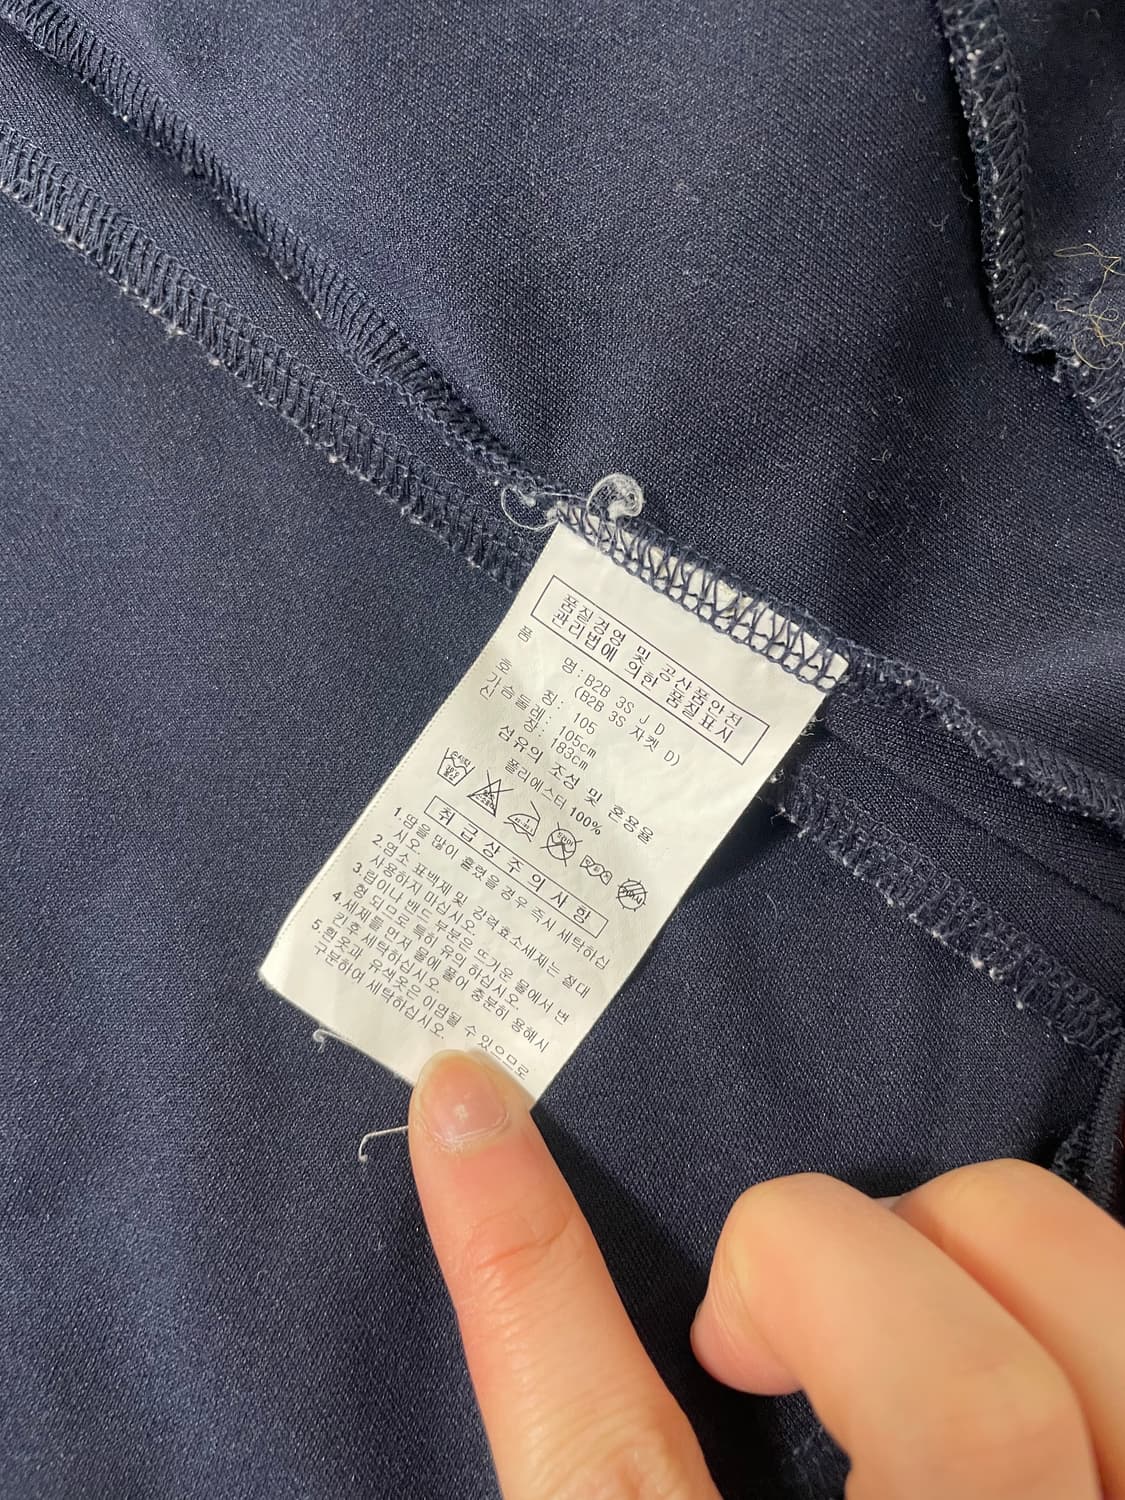 품질경영 및 공산품안전
관리법에 의한 품질표시
품 명: B2B 3S J D
(B2B 3S 자켓 D)
호 칭: 105
가슴둘레: 105cm
신 장: 183cm
섬유의 조성 및 혼용율
폴리에스터 100%
취급상주의사항
1.땀을 많이 흘렸을 경우 즉시 세탁하십
시오.
2.염소 표백제 및 강력효소세제는 절대
사용하지 마십시오.
3.립이나 밴드 부분은 뜨거운 물에서 변
형 되므로 특히 유의 하십시오.
4.세제를 먼저 물에 풀어 충분히 용해시
킨후 세탁하십시오.
5.흰옷과 유색옷은 이염될 수 있으므로
구분하여 세탁하십시오.